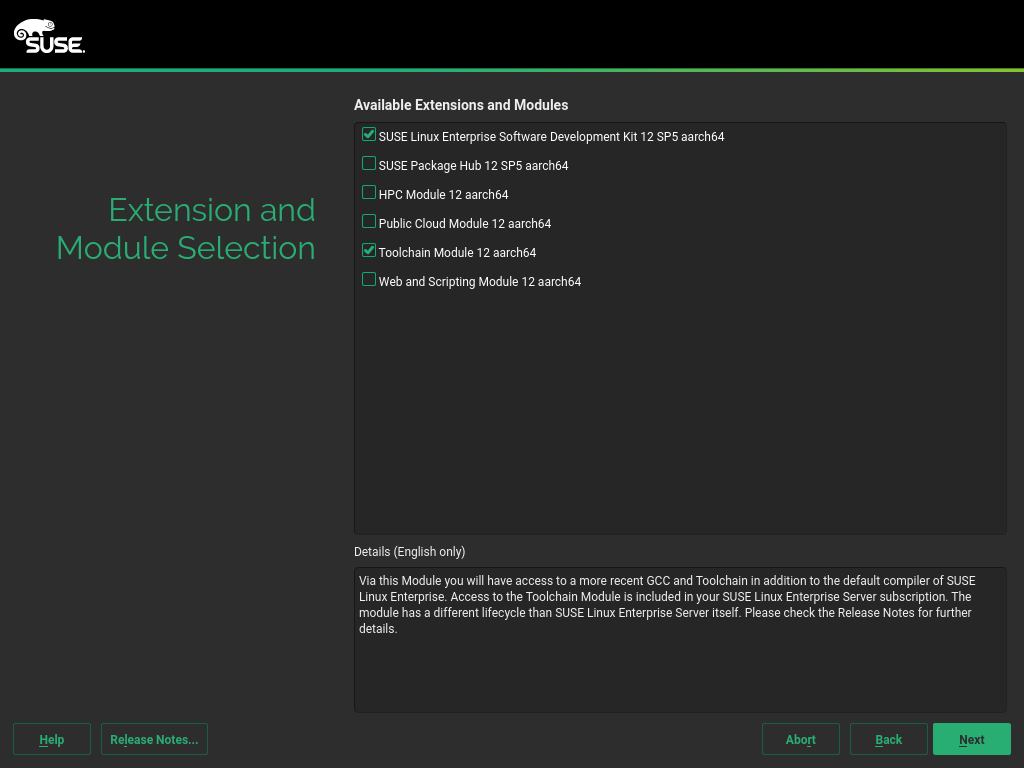 SUSE
Available Extensions and Modules
SUSE Linux Enterprise Software Development Kit 12 SP5 aarch64
SUSE Package Hub 12 SP5 aarch64
HPC Module 12 aarch64
Public Cloud Module 12 aarch64
Toolchain Module 12 aarch64
Web and Scripting Module 12 aarch64
Extension and
Module Selection
Details (English only)
Via this Module you will have access to a more recent GCC and Toolchain in addition to the default compiler of SUSE
Linux Enterprise. Access to the Toolchain Module is included in your SUSE Linux Enterprise Server subscription. The
module has a different lifecycle than SUSE Linux Enterprise Server itself. Please check the Release Notes for further
details.
Help
Release Notes...
Abort
Back
Next